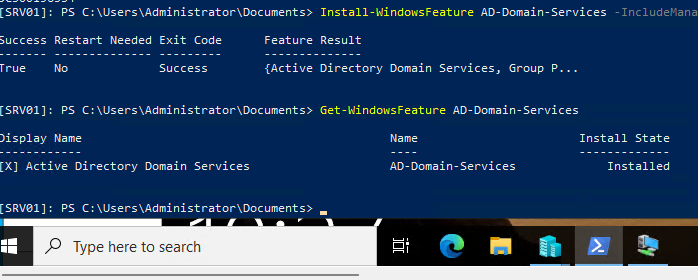 [SRV01]: PS C:\Users\Administrator\Documents> Install-WindowsFeature AD-Domain-Services -IncludeMana
Success Restart Needed Exit Code Feature Result
------- -------------- --------- --------------
True No Success {Active Directory Domain Services, Group P...
[SRV01]: PS C:\Users\Administrator\Documents> Get-WindowsFeature AD-Domain-Services
Display Name Name Install State
------------ ---- -------------
[X] Active Directory Domain Services AD-Domain-Services Installed
[SRV01]: PS C:\Users\Administrator\Documents>
Type here to search